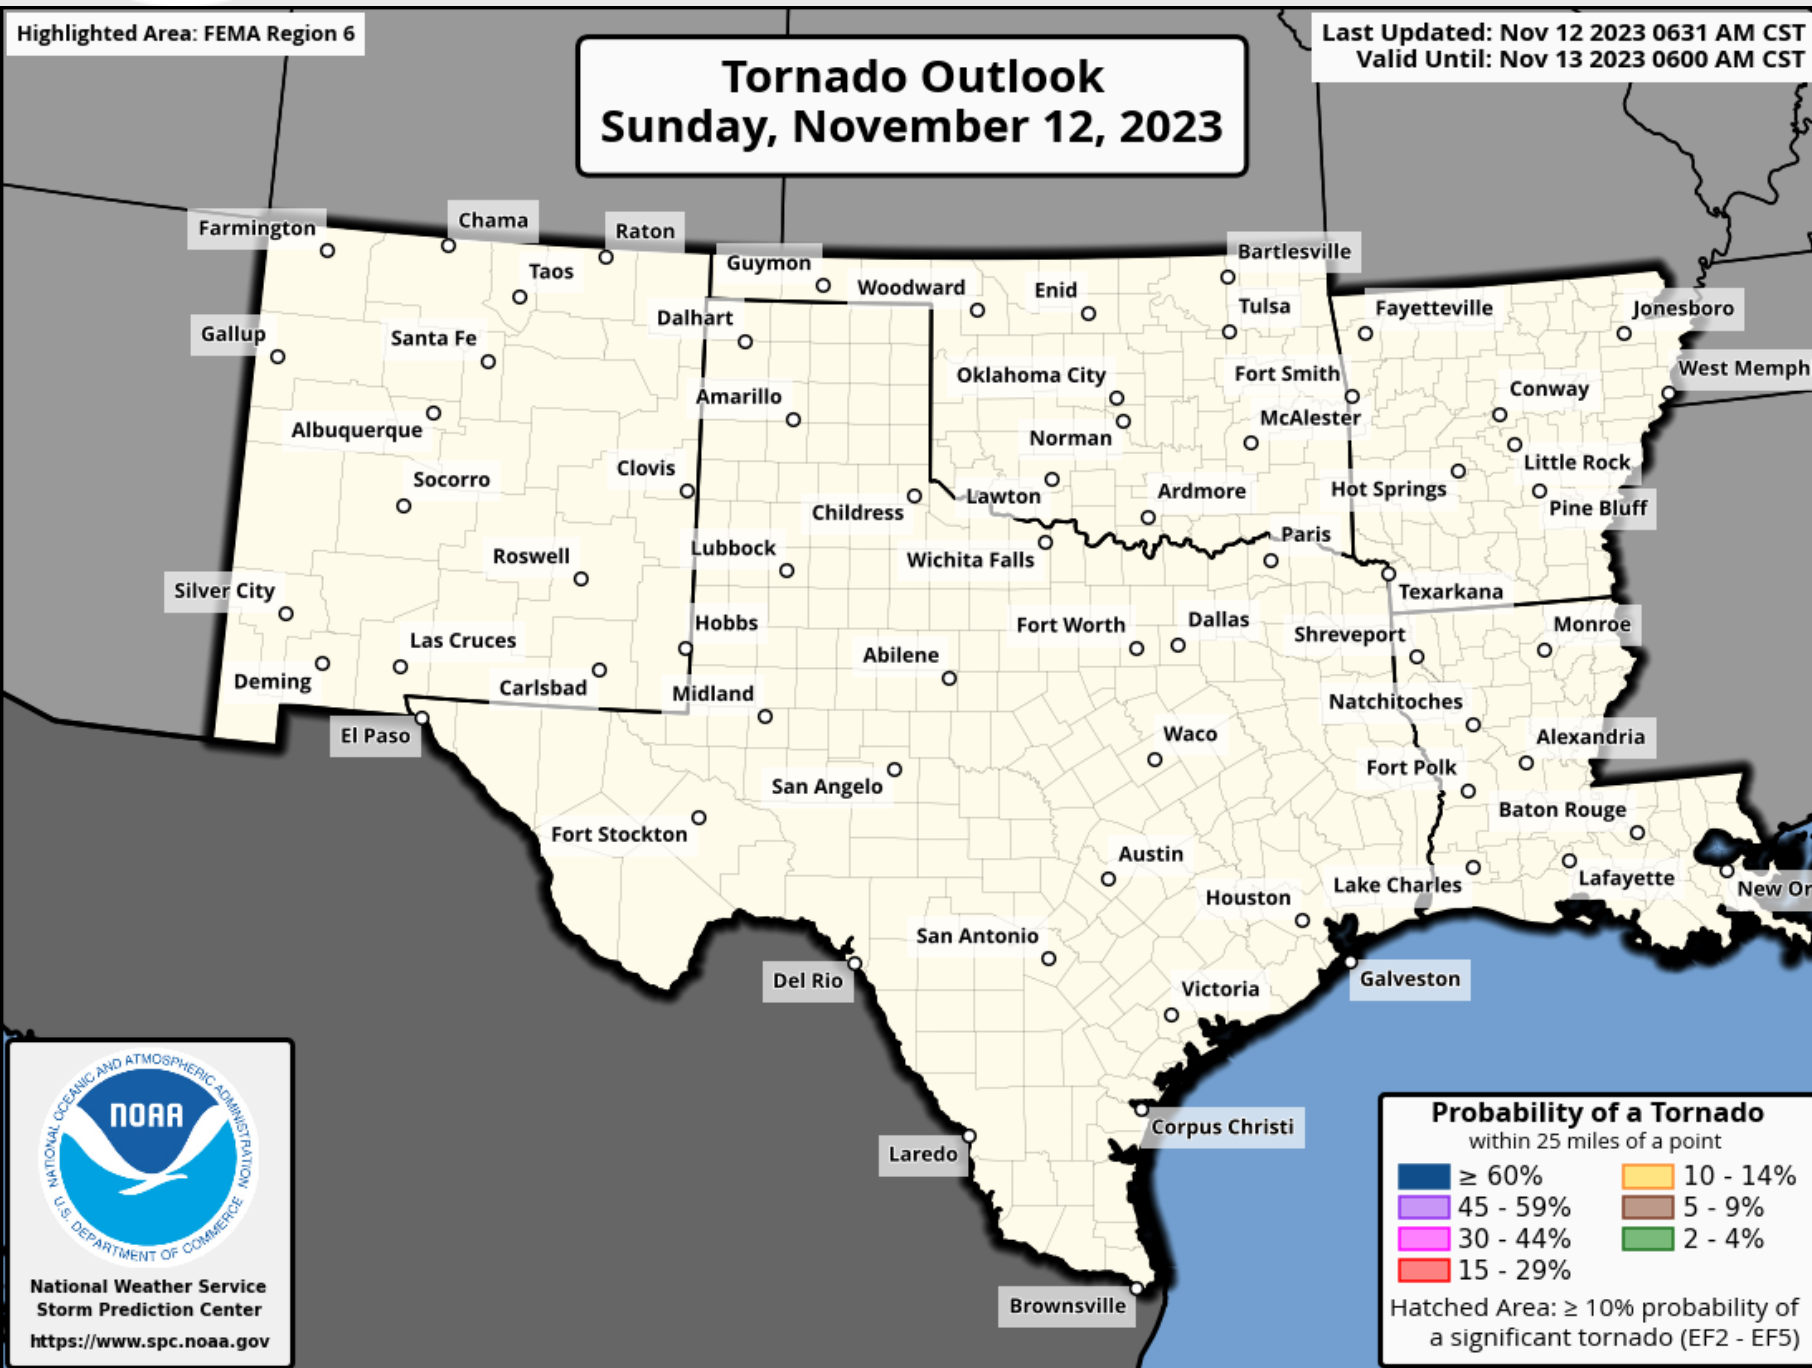 Highlighted Area: FEMA Region 6
Last Updated: Nov 12 2023 0631 AM CST
Valid Until: Nov 13 2023 0600 AM CST
Tornado Outlook
Sunday, November 12, 2023
Farmington
Chama
Raton
Guymon
Bartlesville
Taos
Woodward
Enid
Tulsa
Fayetteville
Jonesboro
Gallup
Santa Fe
Dalhart
Oklahoma City
Fort Smith
West Memph
Amarillo
Conway
Albuquerque
Norman
McAlester
Clovis
Little Rock
Socorro
Childress
Lawton
Ardmore
Hot Springs
Pine Bluff
Roswell
Lubbock
Wichita Falls
Paris
Silver City
Texarkana
Las Cruces
Hobbs
Fort Worth
Dallas
Shreveport
Monroe
Deming
Carlsbad
Midland
Abilene
Natchitoches
El Paso
Waco
Alexandria
San Angelo
Fort Polk
Fort Stockton
Baton Rouge
Austin
Houston
Lake Charles
Lafayette
New Or
San Antonio
Del Rio
Victoria
Galveston
Corpus Christi
Laredo
Brownsville
NATIONAL OCEANIC AND ATMOSPHERIC ADMINISTRATION
NOAA
U.S. DEPARTMENT OF COMMERCE
National Weather Service
Storm Prediction Center
https://www.spc.noaa.gov
Probability of a Tornado
within 25 miles of a point
≥ 60%
10 - 14%
45 - 59%
5 - 9%
30 - 44%
2 - 4%
15 - 29%
Hatched Area: ≥ 10% probability of
a significant tornado (EF2 - EF5)